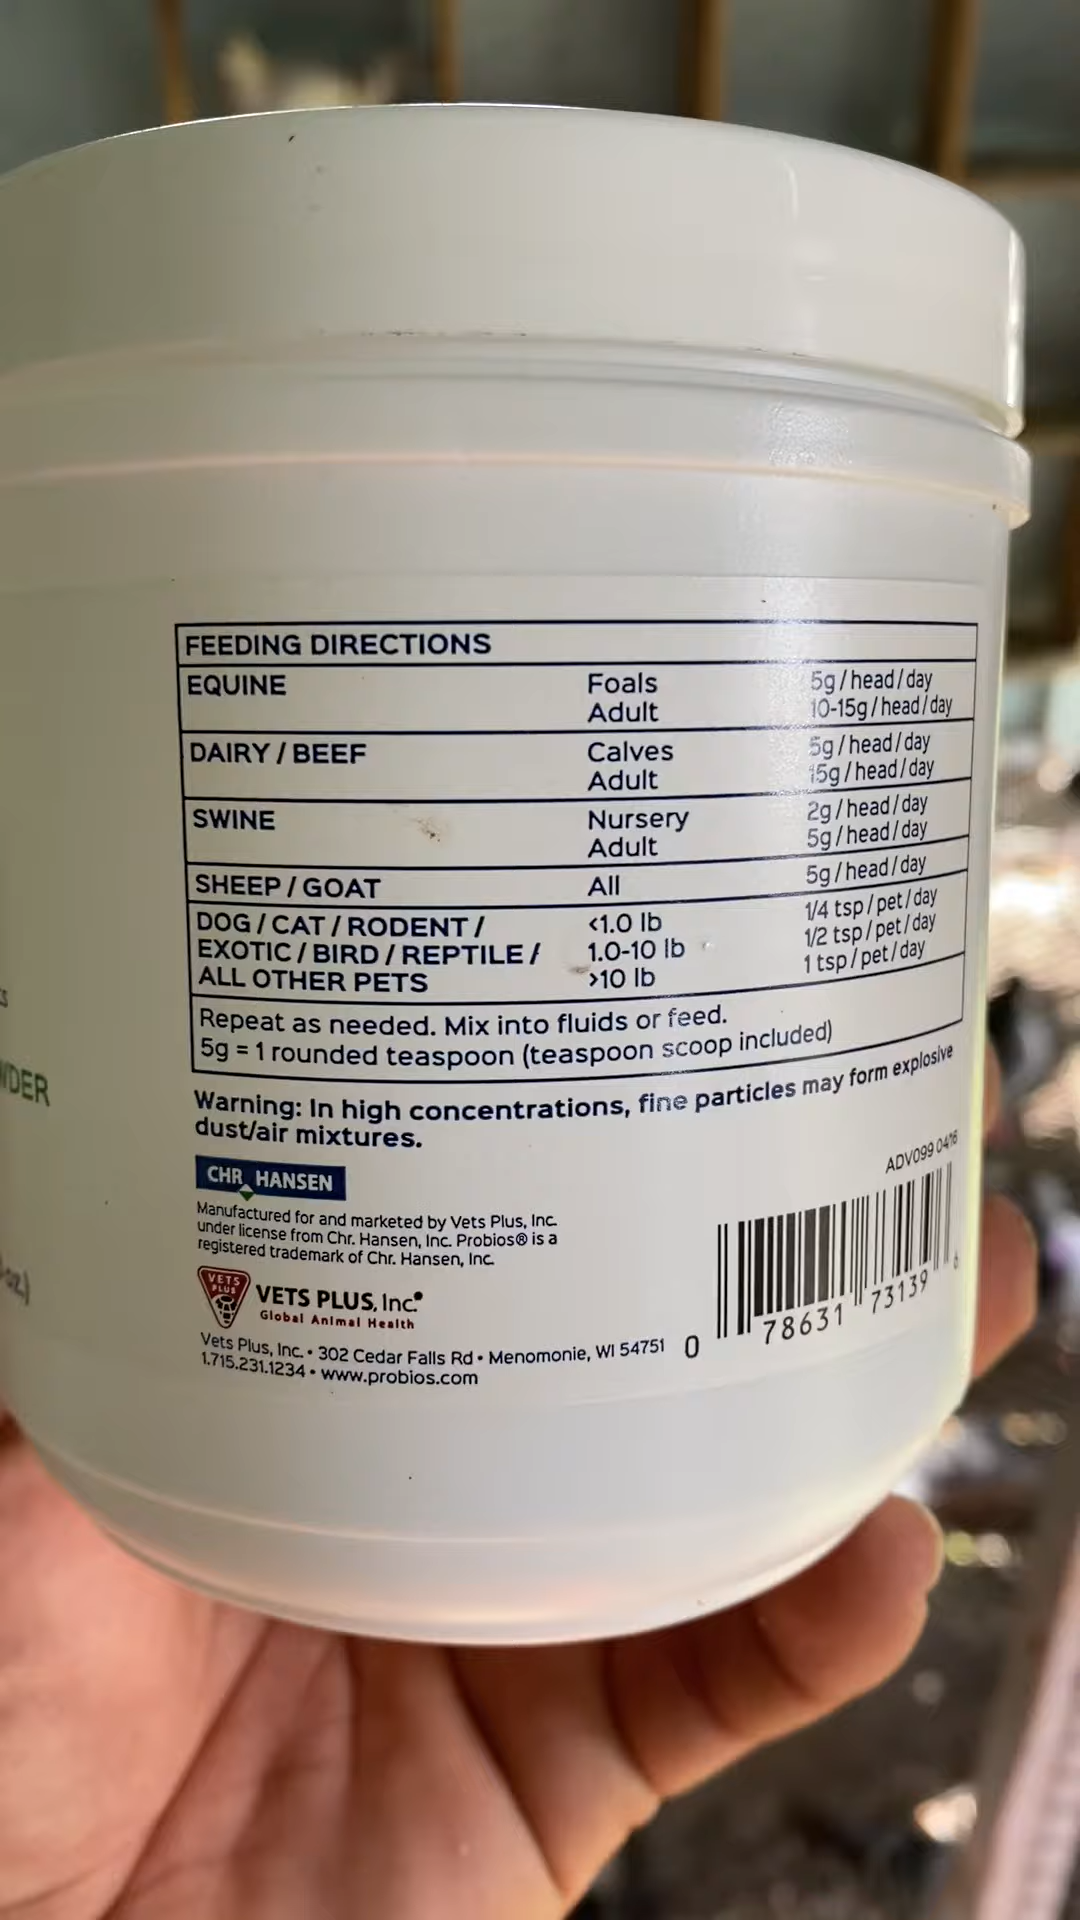 FEEDING DIRECTIONS
EQUINE Foals 5g/head/day
Adult 10-15g/head/day
DAIRY / BEEF Calves 5g/head/day
Adult 15g/head/day
SWINE Nursery 2g/head/day
Adult 5g/head/day
SHEEP / GOAT All 5g/head/day
DOG / CAT / RODENT / <1.0 lb 1/4 tsp/pet/day
EXOTIC / BIRD / REPTILE / 1.0-10 lb 1/2 tsp/pet/day
ALL OTHER PETS >10 lb 1 tsp/pet/day
Repeat as needed. Mix into fluids or feed.
5g = 1 rounded teaspoon (teaspoon scoop included)
Warning: In high concentrations, fine particles may form explosive
dust/air mixtures.
ADV099 0416
CHR HANSEN
Manufactured for and marketed by Vets Plus, Inc.
under license from Chr. Hansen, Inc. Probios® is a
registered trademark of Chr. Hansen, Inc.
VETS
PLUS
VETS PLUS, Inc.
Global Animal Health
Vets Plus, Inc. • 302 Cedar Falls Rd • Menomonie, WI 54751
1.715.231.1234 • www.probios.com
0 78631 73139 6